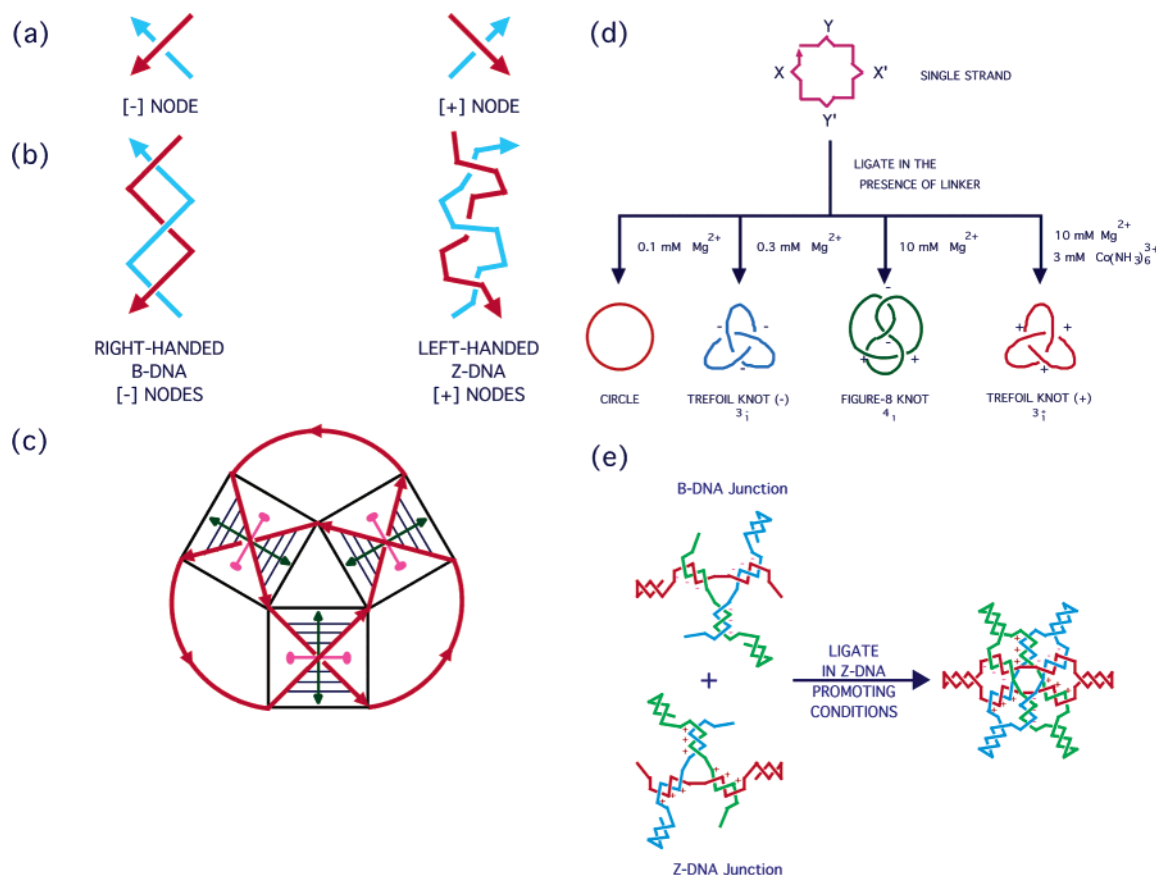 (a)
[-] NODE
[+] NODE
(b)
RIGHT-HANDED
B-DNA
[-] NODES
LEFT-HANDED
Z-DNA
[+] NODES
(c)
(d)
Y
X
X'
Y'
SINGLE STRAND
LIGATE IN THE
PRESENCE OF LINKER
0.1 mM Mg2+
0.3 mM Mg2+
10 mM Mg2+
10 mM Mg2+
3 mM Co(NH3)63+
-
-
-
-
-
+
+
+
+
+
CIRCLE
TREFOIL KNOT (-)
FIGURE-8 KNOT
41
TREFOIL KNOT (+)
(e)
B-DNA Junction
+
LIGATE
IN Z-DNA
PROMOTING
CONDITIONS
Z-DNA Junction